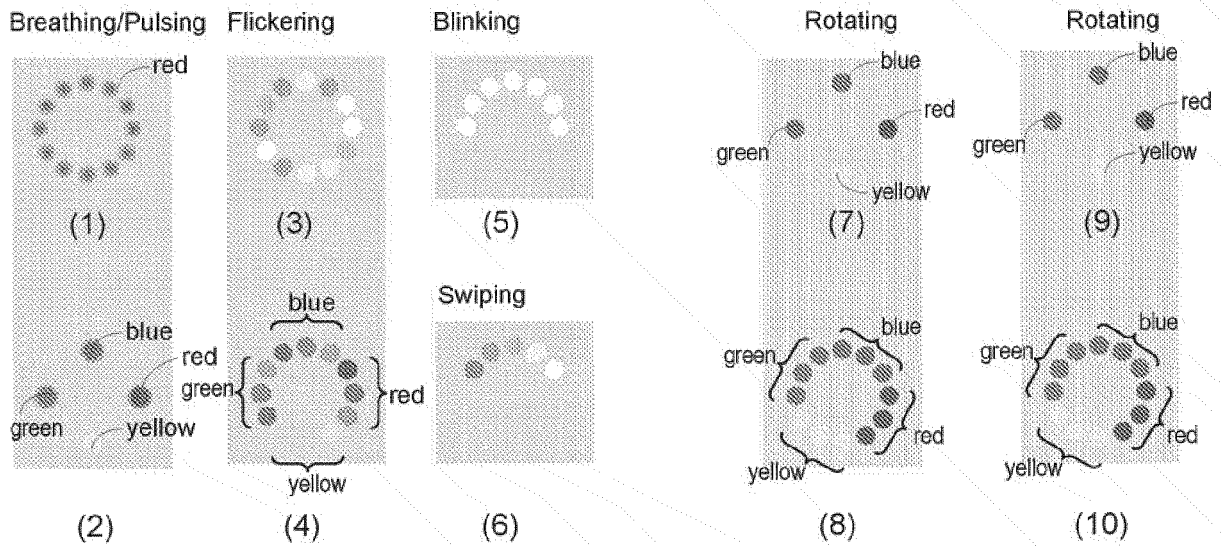 Breathing/Pulsing Flickering Blinking Rotating Rotating
red
blue
red
green
yellow
blue
red
green
yellow
(1) (3) (5) (7) (9)
Swiping
blue
red
green
yellow
(2)
blue
green
red
yellow
(4)
(6)
blue
green
red
yellow
(8)
blue
green
red
yellow
(10)